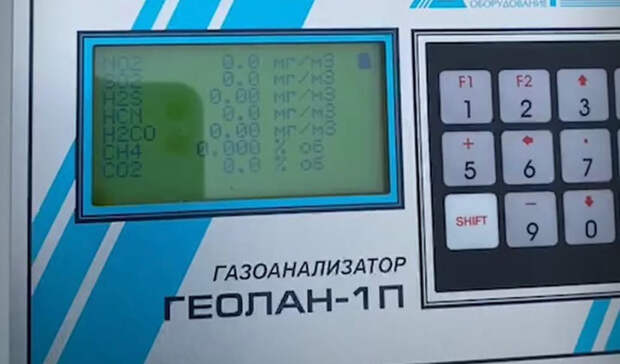 ОБОРУДОВАНИЕ
NO2 0.0 мг/м3
SO2 0.0 мг/м3
H2S 0.00 мг/м3
HCN 0.0 мг/м3
H2CO 0.00 мг/м3
CH4 0.000 % об
CO2 0.0 % об
F1 F2
1 2 3
+
5 6 7
SHIFT −
9 0
ГАЗОАНАЛИЗАТОР
ГЕОЛАН-1П